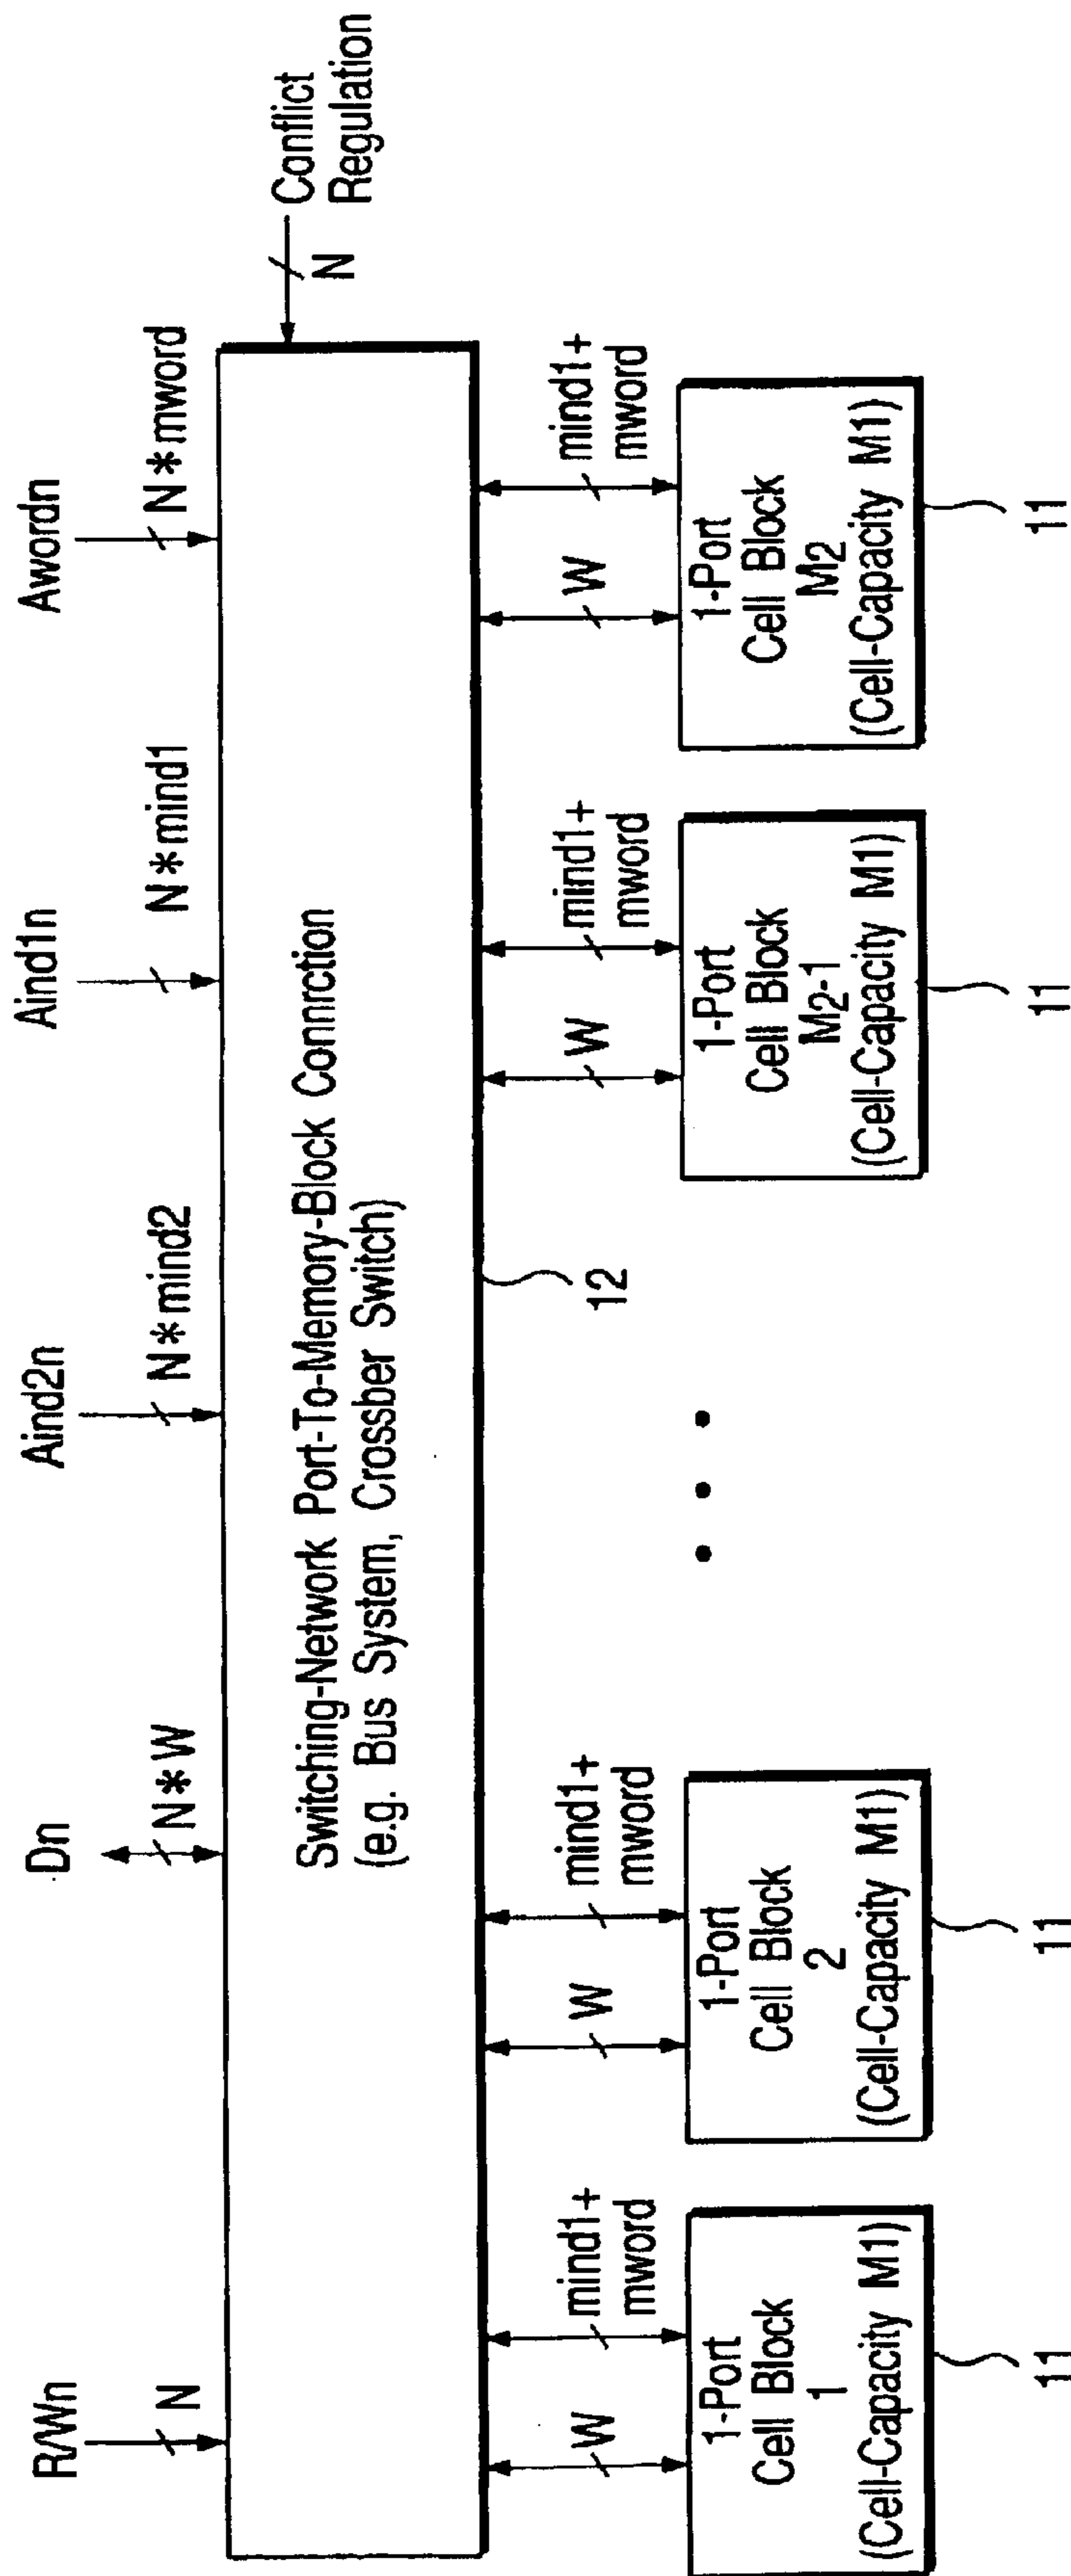 R/Wn
Dn
Aind2n
Aind1n
Awordn
N
N*W
N*mind2
N*mind1
N*mword
Conflict
Regulation
N
Switching-Network Port-To-Memory-Block Connrction
(e.g. Bus System, Crossber Switch)
12
W
mind1+
mword
W
mind1+
mword
W
mind1+
mword
W
mind1+
mword
1-Port
Cell Block
1
(Cell-Capacity M1)
11
1-Port
Cell Block
2
(Cell-Capacity M1)
11
• • •
1-Port
Cell Block
M2-1
(Cell-Capacity M1)
11
1-Port
Cell Block
M2
(Cell-Capacity M1)
11